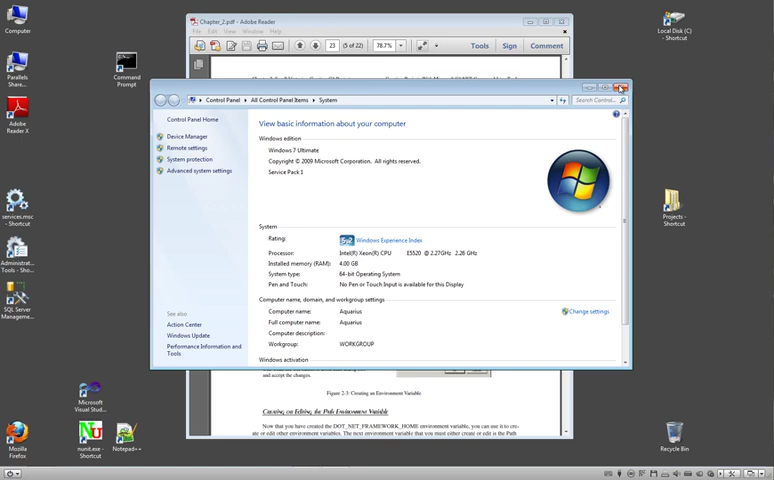 Computer
Parallels
Share...
Command
Prompt
Adobe
Reader X
services.msc
- Shortcut
Administrat...
Tools - Sho...
SQL Server
Manageme...
Microsoft
Visual Stud...
Mozilla
Firefox
nunit.exe -
Shortcut
Notepad++
Local Disk (C)
- Shortcut
Projects -
Shortcut
Recycle Bin
Chapter_2.pdf - Adobe Reader
File Edit View Window Help
23 (5 of 22) 78.7% Tools Sign Comment
Control Panel All Control Panel Items System Search Control...
Control Panel Home
Device Manager
Remote settings
System protection
Advanced system settings
See also
Action Center
Windows Update
Performance Information and
Tools
View basic information about your computer
Windows edition
Windows 7 Ultimate
Copyright © 2009 Microsoft Corporation. All rights reserved.
Service Pack 1
System
Rating: Windows Experience Index
Processor: Intel(R) Xeon(R) CPU E5520 @ 2.27GHz 2.26 GHz
Installed memory (RAM): 4.00 GB
System type: 64-bit Operating System
Pen and Touch: No Pen or Touch Input is available for this Display
Computer name, domain, and workgroup settings
Computer name: Aquarius Change settings
Full computer name: Aquarius
Computer description:
Workgroup: WORKGROUP
Windows activation
and accept the changes.
Figure 2-3: Creating an Environment Variable
Creating or Editing the Path Environment Variable
Now that you have created the DOT_NET_FRAMEWORK_HOME environment variable, you can use it to cre-
ate or edit other environment variables. The next environment variable that you must either create or edit is the Path